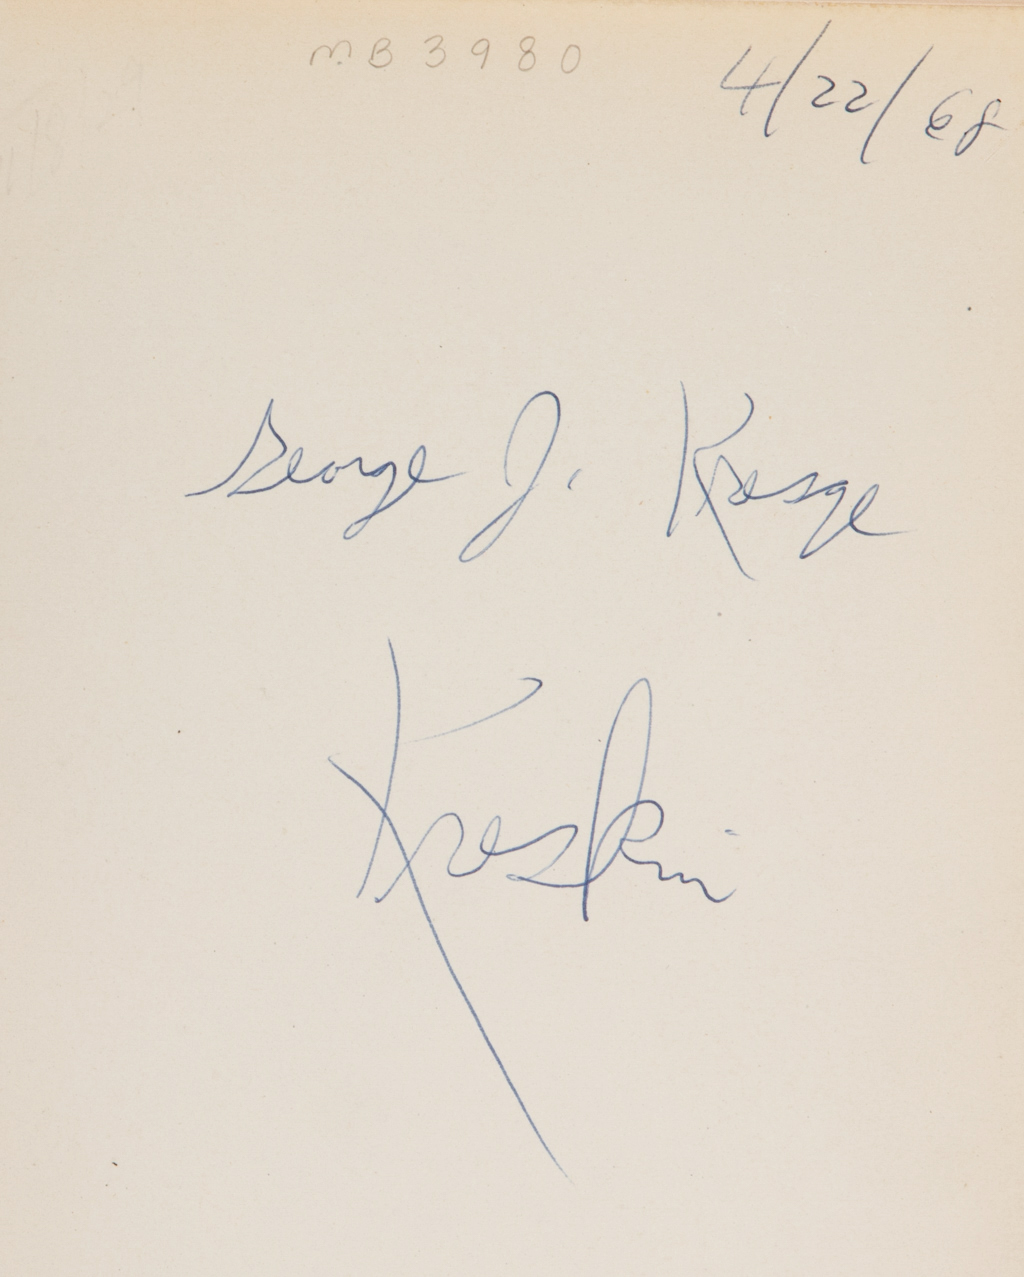 MB3980
4/22/68
George J. Kresge
Kreskin